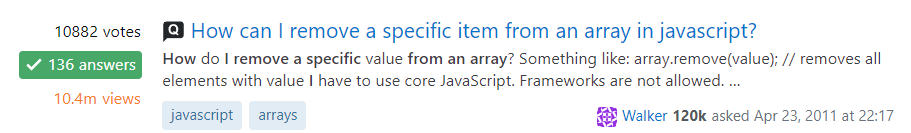 10882 votes
How can I remove a specific item from an array in javascript?
136 answers
How do I remove a specific value from an array? Something like: array.remove(value); // removes all
elements with value I have to use core JavaScript. Frameworks are not allowed. ...
10.4m views
javascript arrays
Walker 120k asked Apr 23, 2011 at 22:17